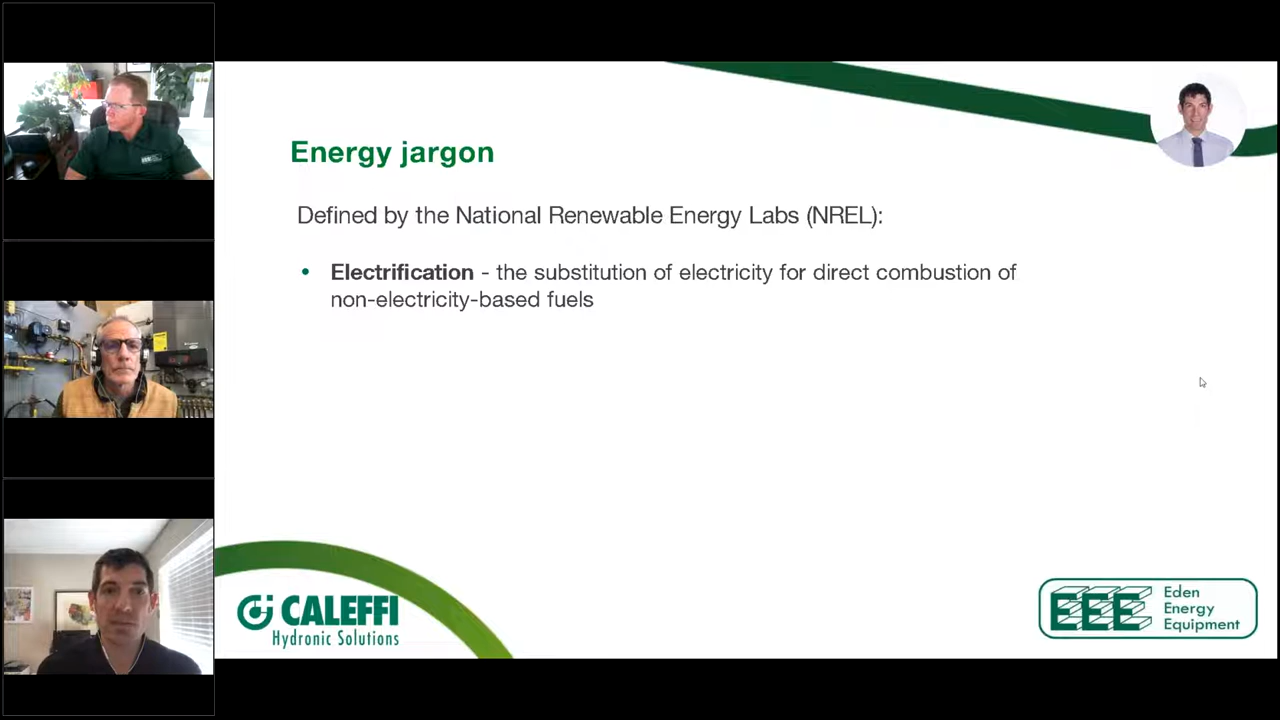 Energy jargon
Defined by the National Renewable Energy Labs (NREL):
• Electrification - the substitution of electricity for direct combustion of
non-electricity-based fuels
CALEFFI
Hydronic Solutions
EEE
Eden
Energy
Equipment